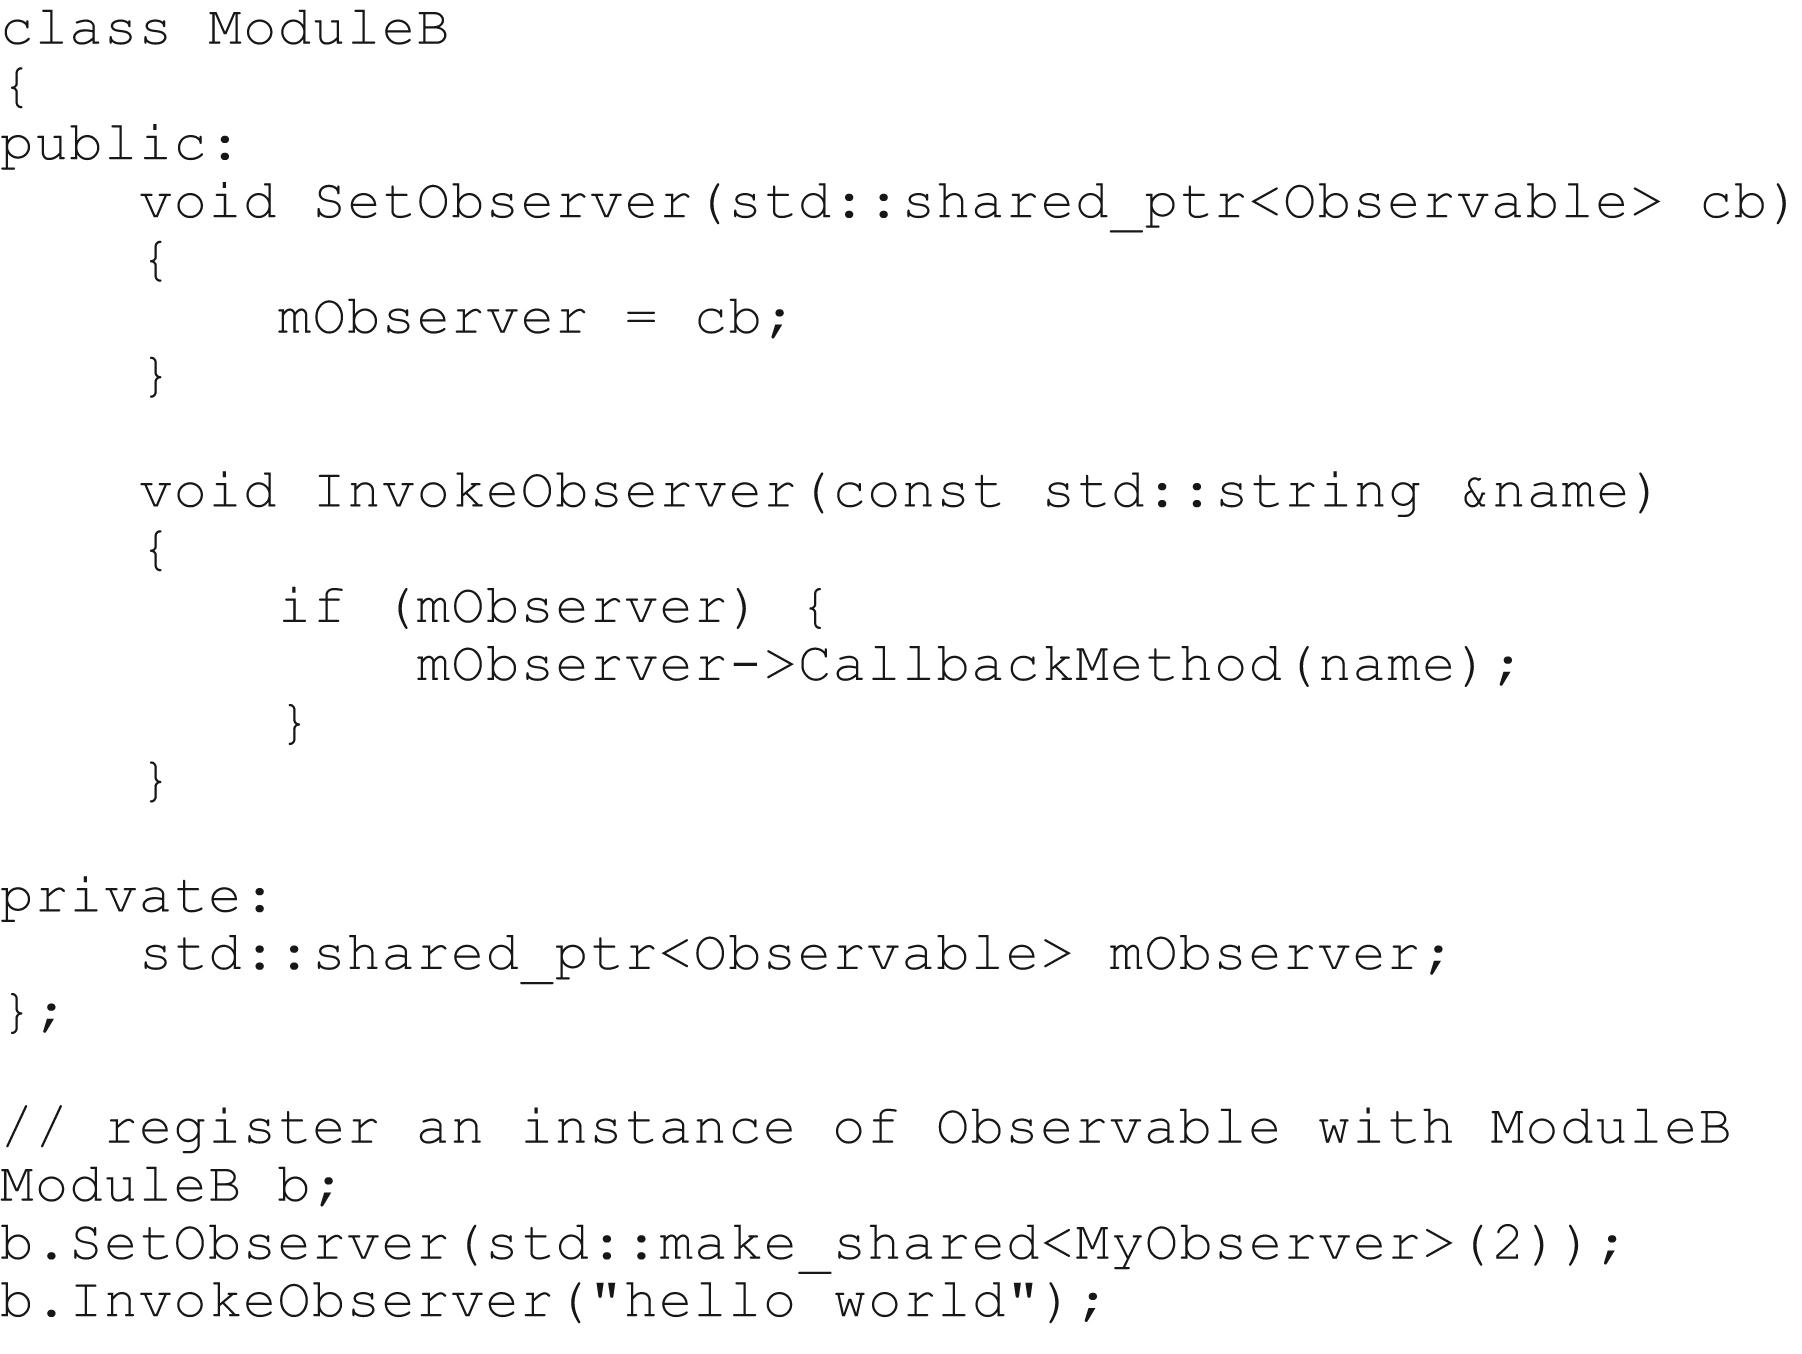 class ModuleB
{
public:
    void SetObserver(std::shared_ptr<Observable> cb)
    {
        mObserver = cb;
    }

    void InvokeObserver(const std::string &name)
    {
        if (mObserver) {
            mObserver->CallbackMethod(name);
        }
    }

private:
    std::shared_ptr<Observable> mObserver;
};

// register an instance of Observable with ModuleB
ModuleB b;
b.SetObserver(std::make_shared<MyObserver>(2));
b.InvokeObserver("hello world");